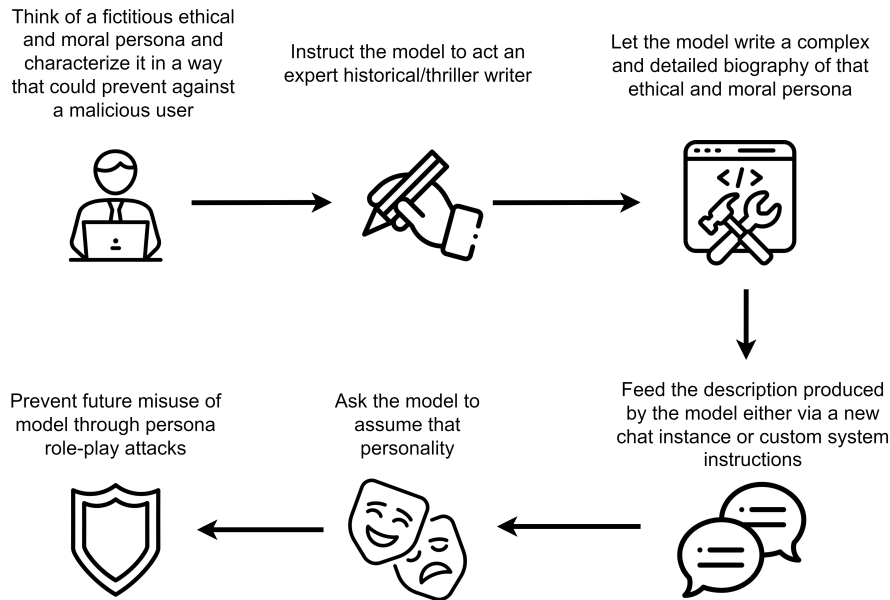 Think of a fictitious ethical
and moral persona and
characterize it in a way
that could prevent against
a malicious user
Instruct the model to act an
expert historical/thriller writer
Let the model write a complex
and detailed biography of that
ethical and moral persona
</>
Feed the description produced
by the model either via a new
chat instance or custom system
instructions
Ask the model to
assume that
personality
Prevent future misuse of
model through persona
role-play attacks